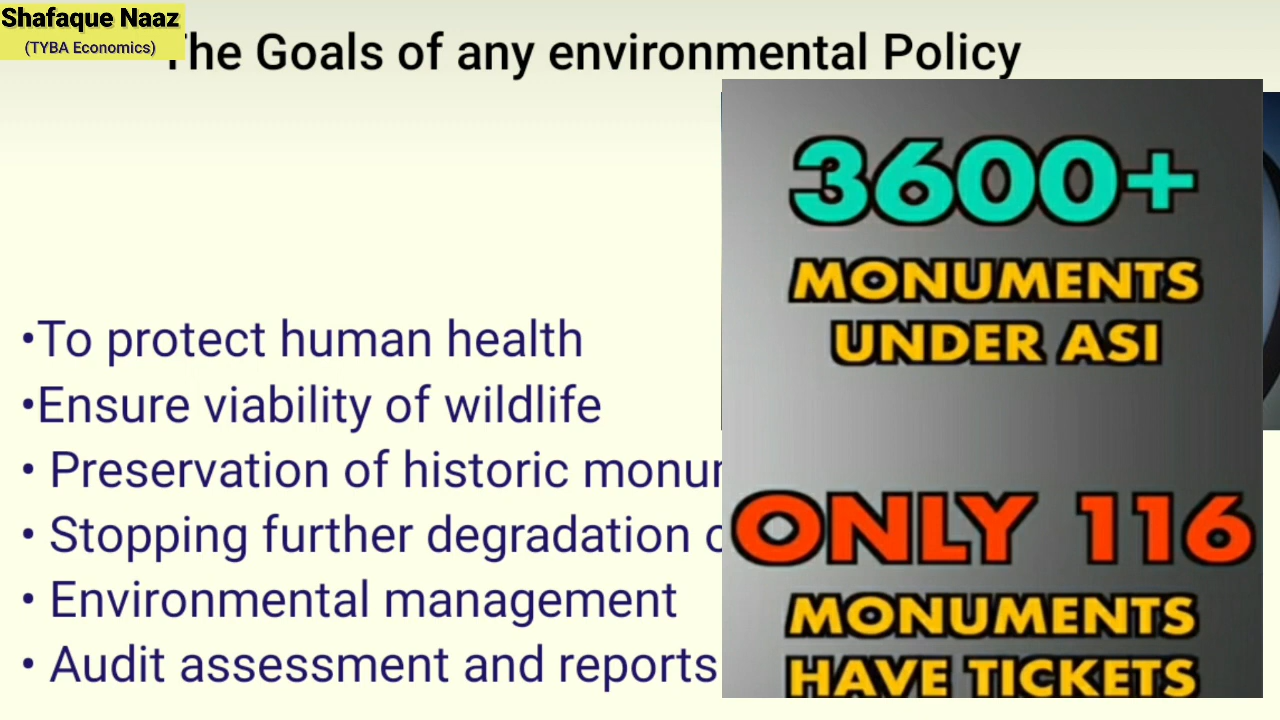 Shafaque Naaz
(TYBA Economics)
The Goals of any environmental Policy
•To protect human health
•Ensure viability of wildlife
• Preservation of historic
• Stopping further degradation
• Environmental management
• Audit assessment and reports
3600+
MONUMENTS
UNDER ASI
ONLY 116
MONUMENTS
HAVE TICKETS